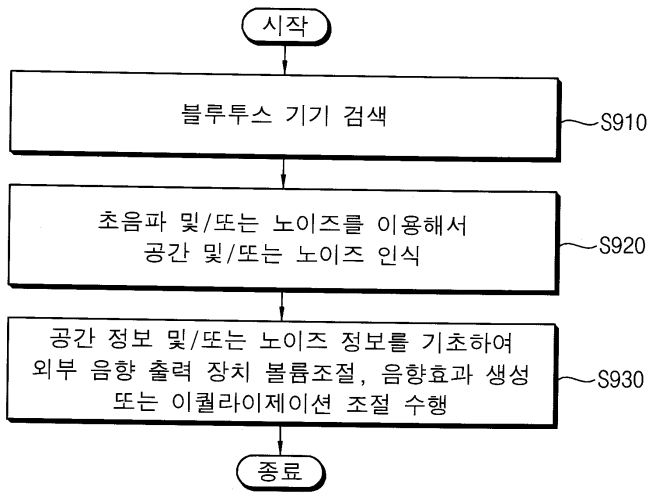 시작
블루투스 기기 검색
S910
초음파 및/또는 노이즈를 이용해서
공간 및/또는 노이즈 인식
S920
공간 정보 및/또는 노이즈 정보를 기초하여
외부 음향 출력 장치 볼륨조절, 음향효과 생성
또는 이퀄라이제이션 조절 수행
S930
종료